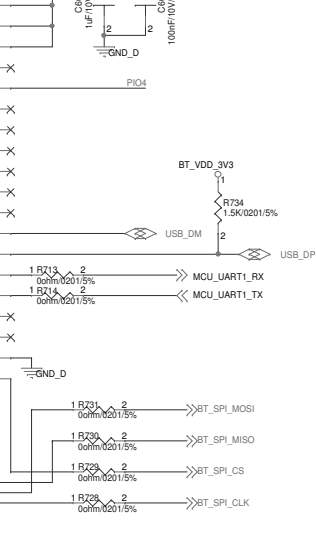 1uF/10V
2
2
100nF/10V/
GND_D
PIO4
BT_VDD_3V3
1
R734
1.5K/0201/5%
USB_DM
2
USB_DP
1 R713 2
0ohm/0201/5%
MCU_UART1_RX
1 R714 2
0ohm/0201/5%
MCU_UART1_TX
GND_D
1 R731 2
0ohm/0201/5%
BT_SPI_MOSI
1 R730 2
0ohm/0201/5%
BT_SPI_MISO
1 R729 2
0ohm/0201/5%
BT_SPI_CS
1 R728 2
0ohm/0201/5%
BT_SPI_CLK